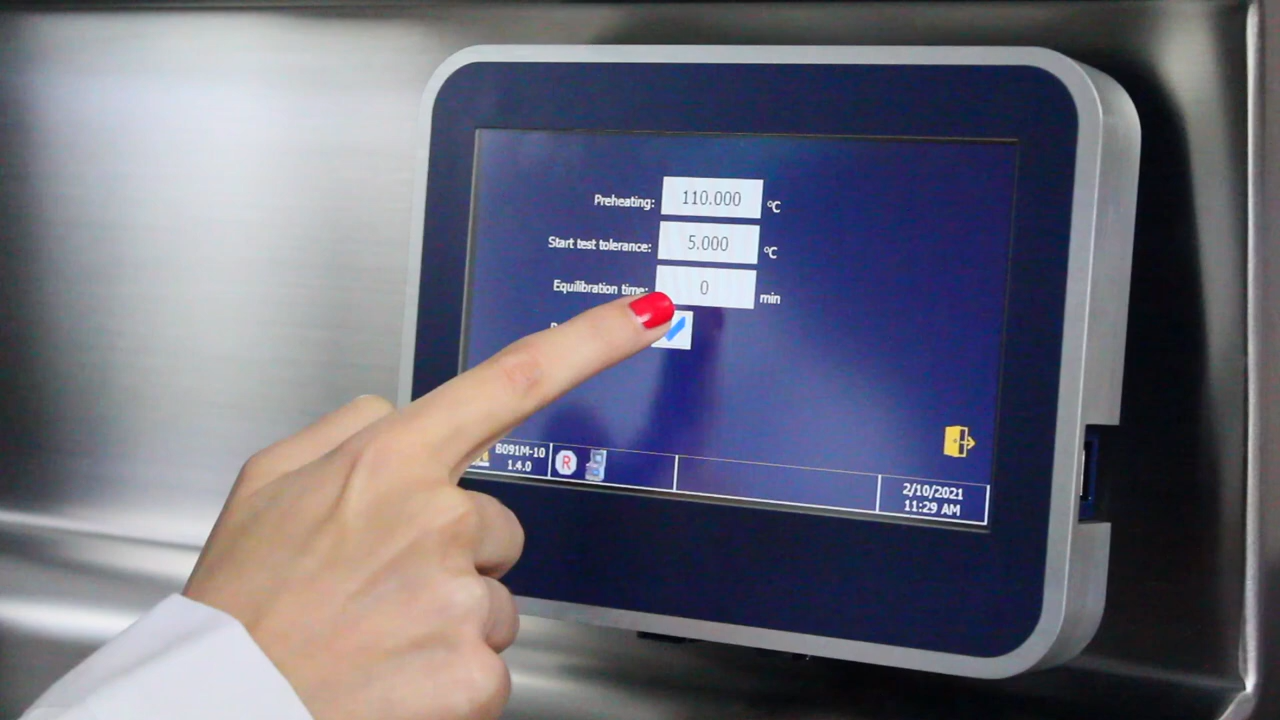 Preheating: 110.000 °C
Start test tolerance: 5.000 °C
Equilibration time: 0 min
B091M-10
1.4.0
R
2/10/2021
11:29 AM